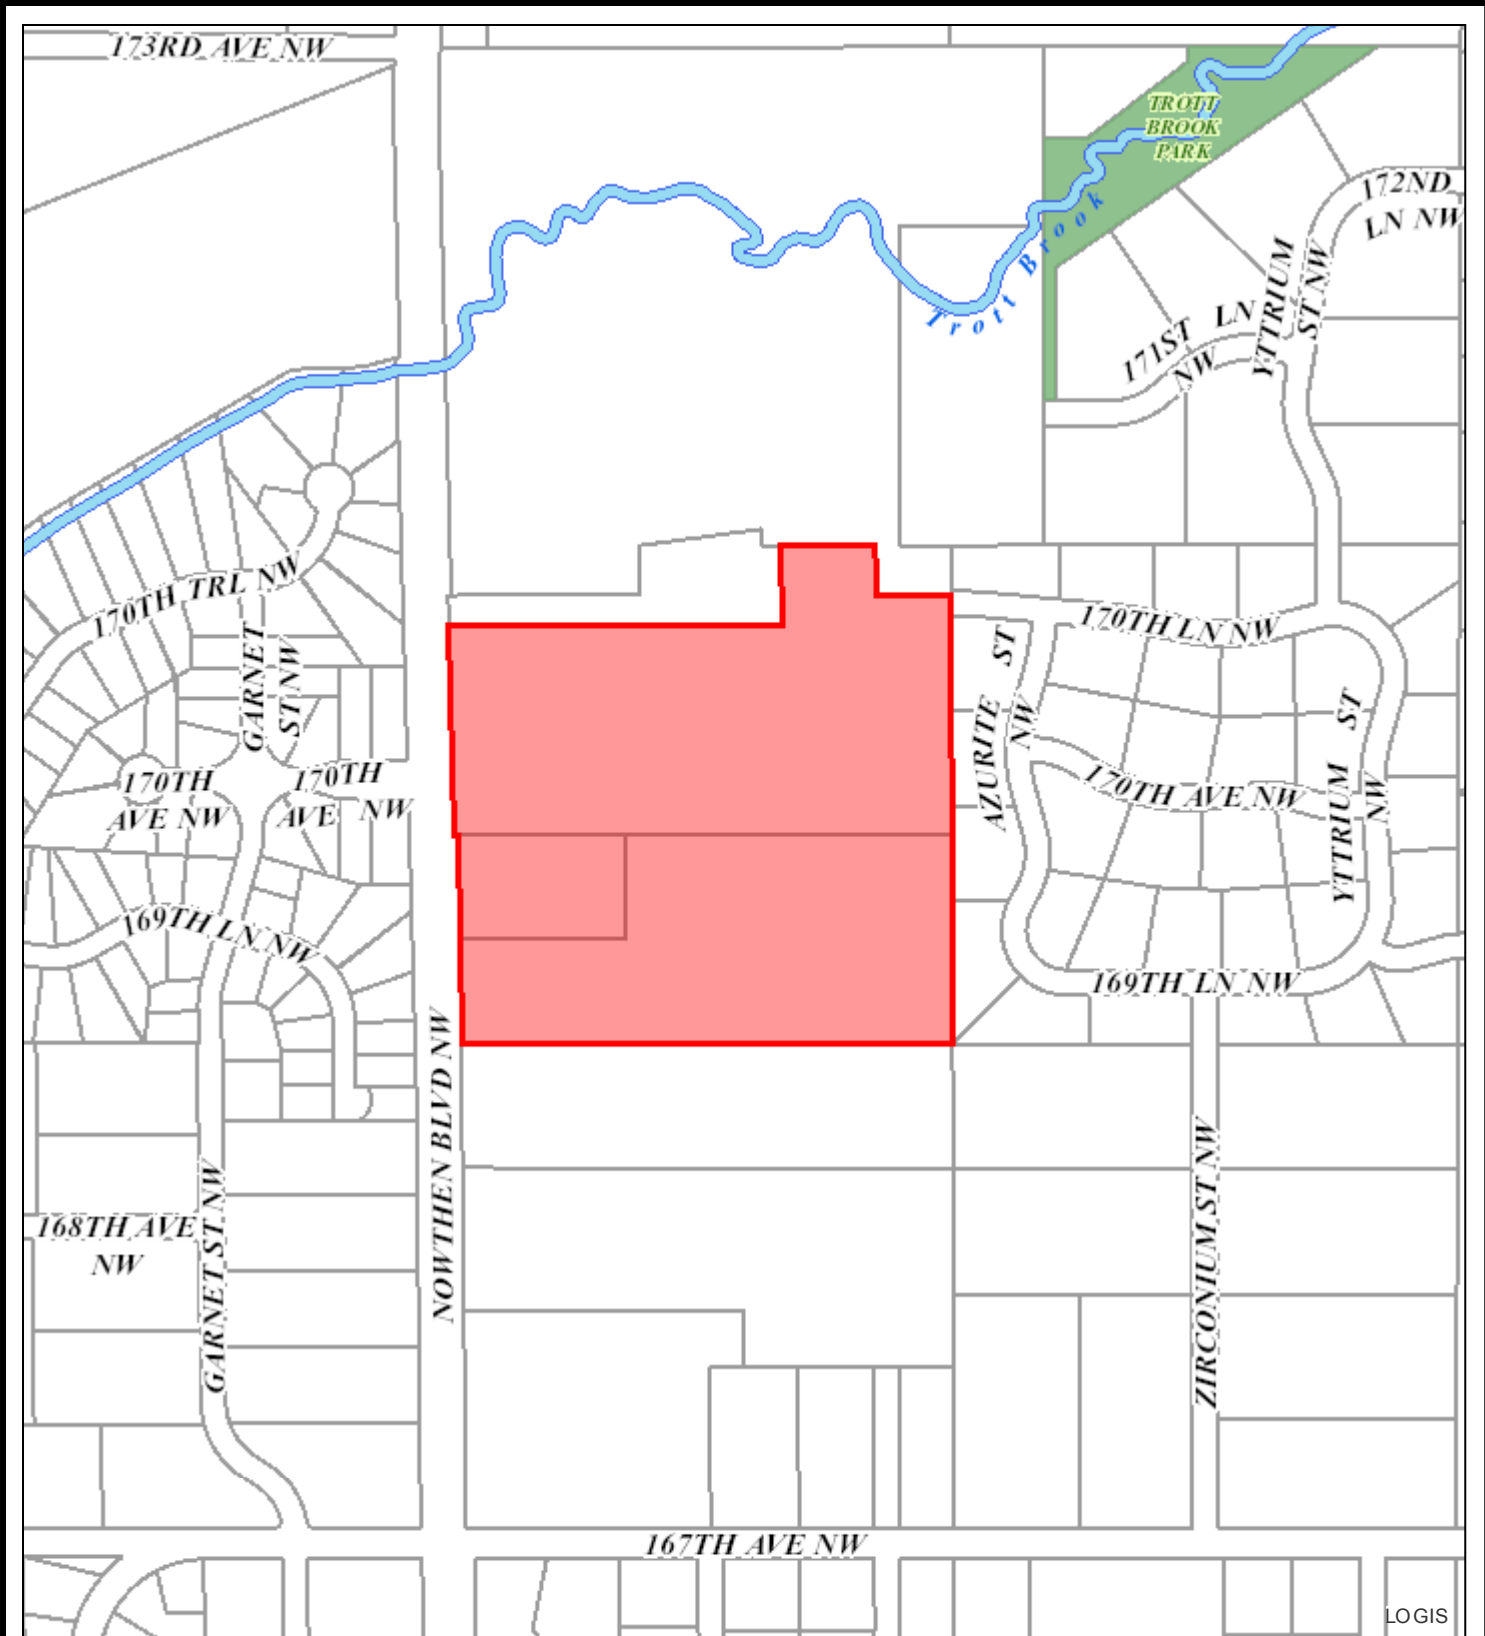 173RD AVE NW
TROTT
BROOK
PARK
172ND
LN NW
Trott Brook
YTTRIUM
ST NW
171ST LN
NW
170TH TRL NW
GARNET
ST NW
170TH LN NW
AZURITE ST
NW
YTTRIUM ST
NW
170TH
AVE NW
170TH
AVE NW
170TH AVE NW
169TH LN NW
169TH LN NW
NOWTHEN BLVD NW
168TH AVE
NW
GARNET ST NW
ZIRCONIUM ST NW
167TH AVE NW
LOGIS